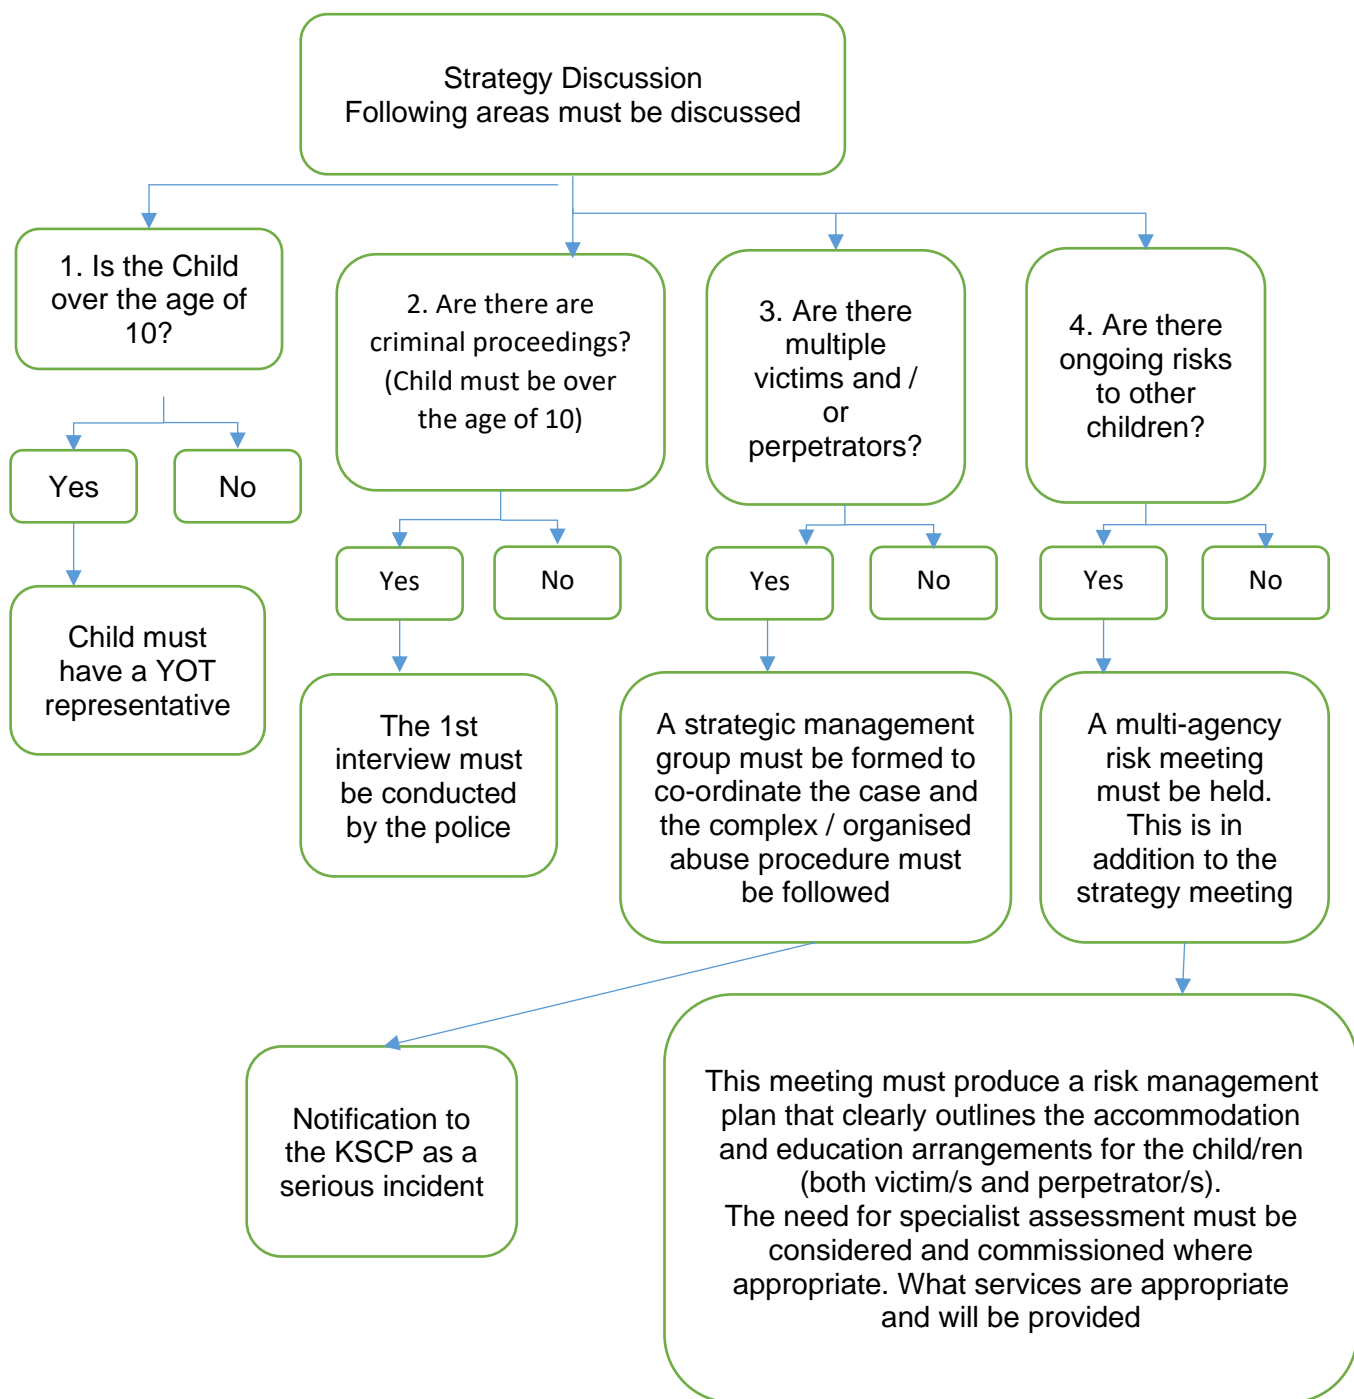 Strategy Discussion
Following areas must be discussed
1. Is the Child
over the age of
10?
2. Are there are
criminal proceedings?
(Child must be over
the age of 10)
3. Are there
multiple
victims and /
or
perpetrators?
4. Are there
ongoing risks
to other
children?
Yes
No
Yes
No
Yes
No
Yes
No
Child must
have a YOT
representative
The 1st
interview must
be conducted
by the police
A strategic management
group must be formed to
co-ordinate the case and
the complex / organised
abuse procedure must
be followed
A multi-agency
risk meeting
must be held.
This is in
addition to the
strategy meeting
Notification to
the KSCP as a
serious incident
This meeting must produce a risk management
plan that clearly outlines the accommodation
and education arrangements for the child/ren
(both victim/s and perpetrator/s).
The need for specialist assessment must be
considered and commissioned where
appropriate. What services are appropriate
and will be provided